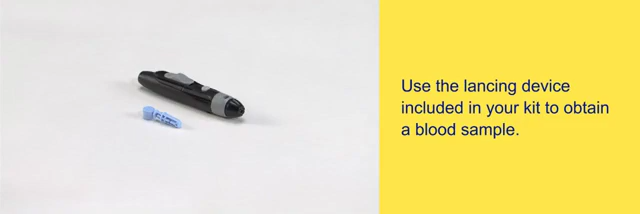 Use the lancing device
included in your kit to obtain
a blood sample.